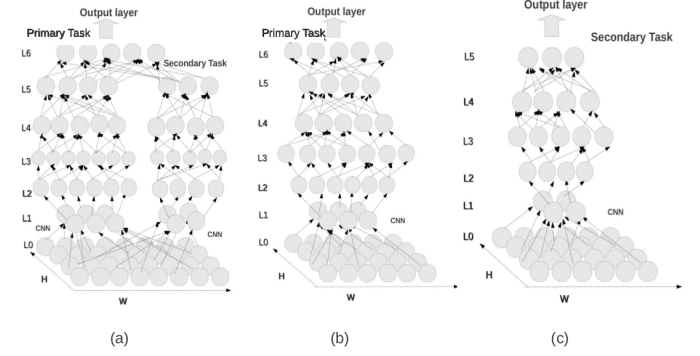 Output layer
Primary Task
L6
Secondary Task
L5
L4
L3
L2
L1
CNN
CNN
L0
H
W
(a)
Output layer
Primary Task
L6
L5
L4
L3
L2
L1
CNN
L0
H
W
(b)
Output layer
Secondary Task
L5
L4
L3
L2
L1
CNN
L0
H
W
(c)